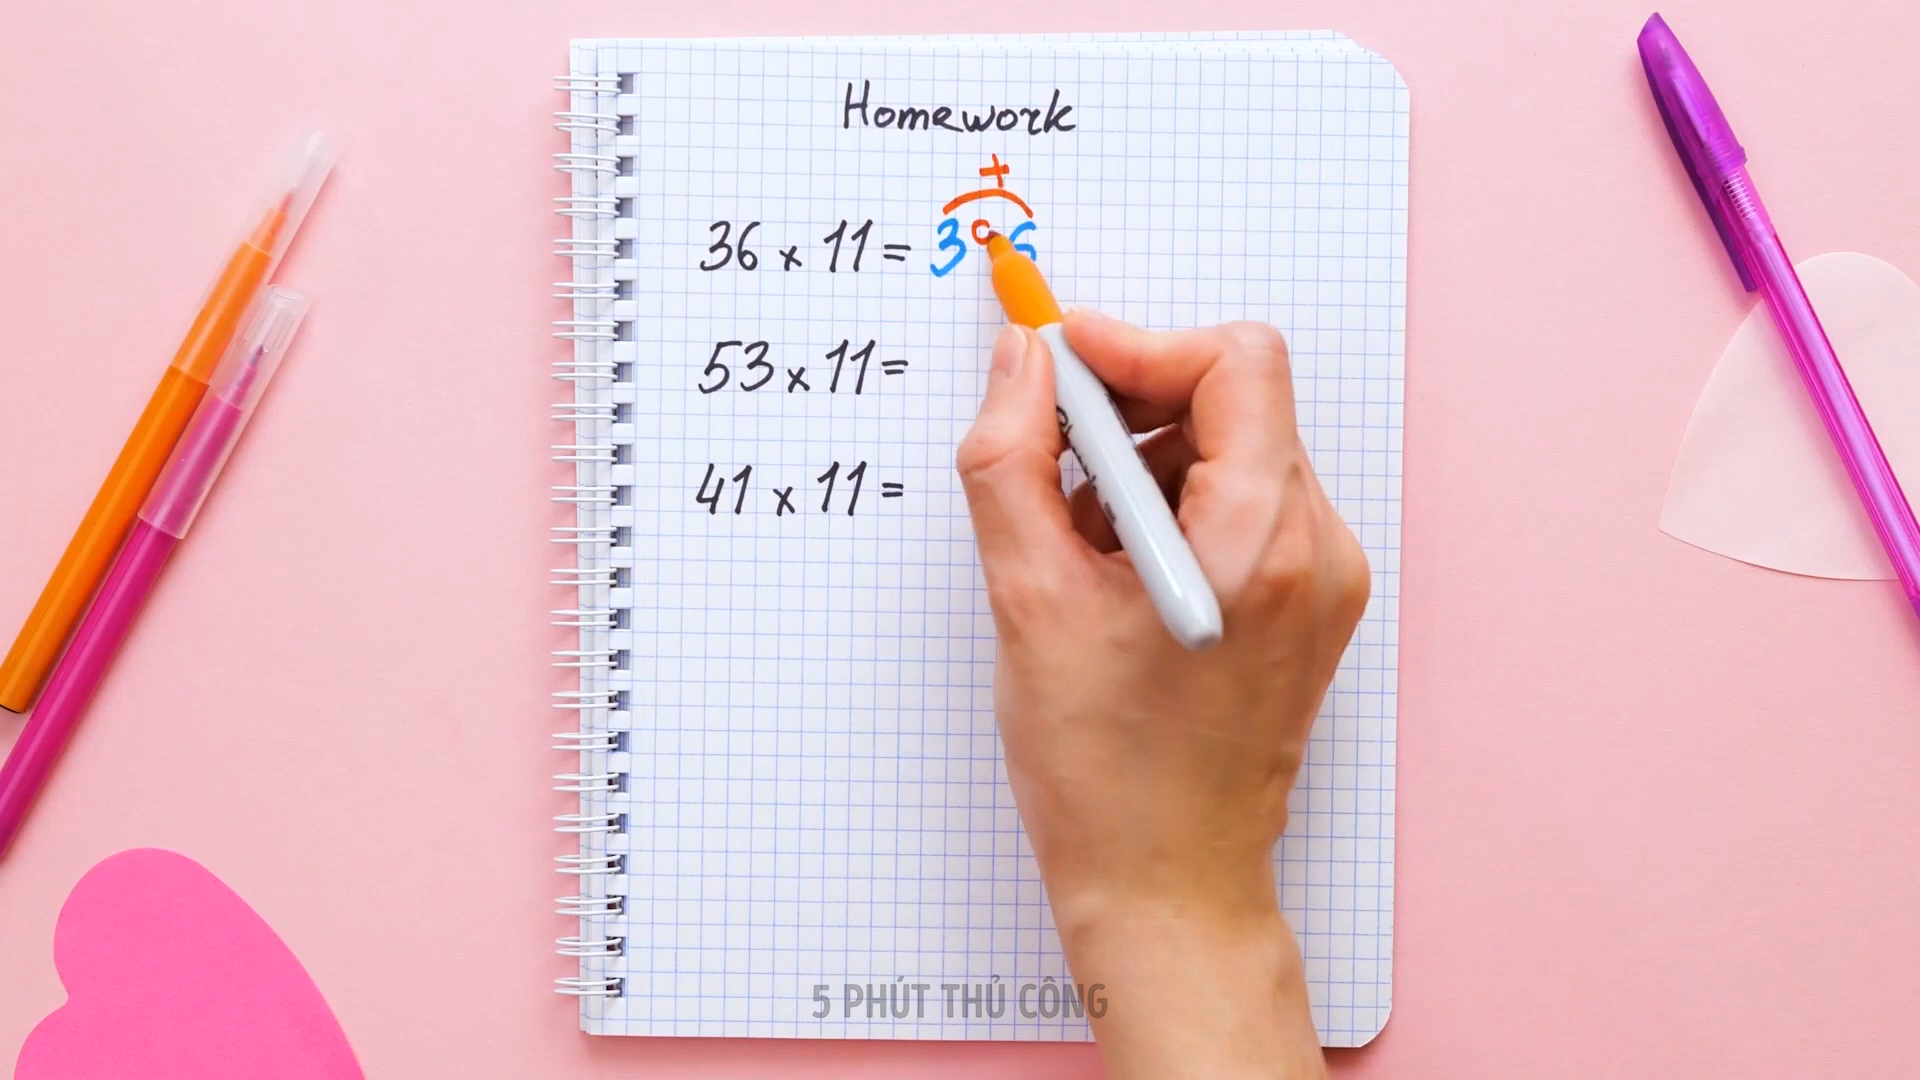 Homework
+
36 x 11 = 3 6
53 x 11 =
41 x 11 =
5 PHÚT THỦ CÔNG